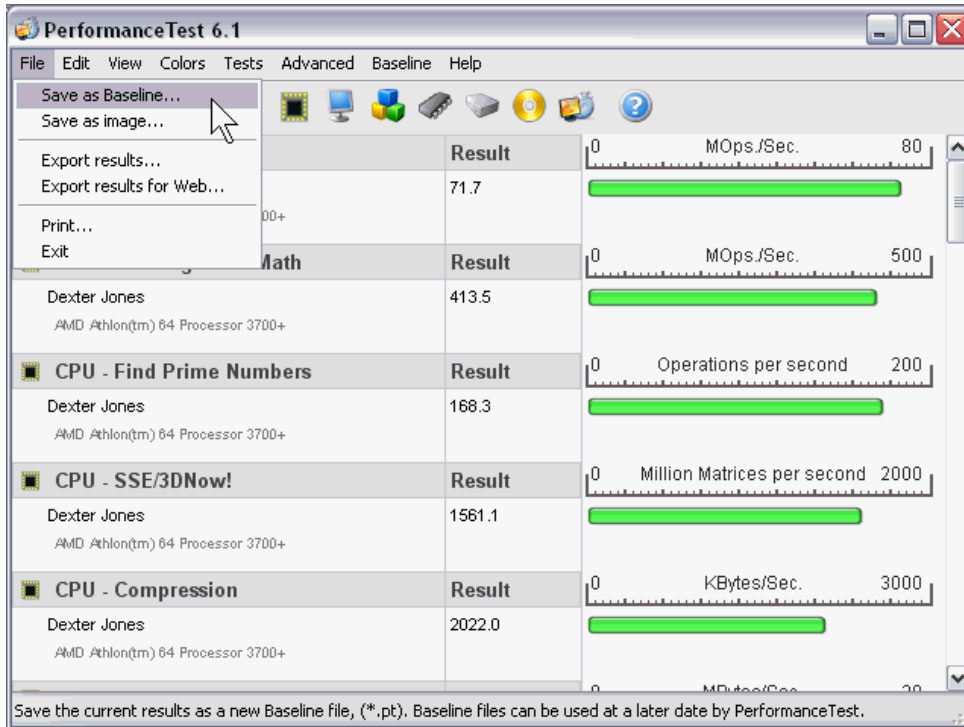 PerformanceTest 6.1
File Edit View Colors Tests Advanced Baseline Help
Save as Baseline...
Save as image...
Export results...
Export results for Web...
Print...
Exit
Result
0 MOps./Sec. 80
71.7
00+
Math
Result
0 MOps./Sec. 500
Dexter Jones
413.5
AMD Athlon(tm) 64 Processor 3700+
CPU - Find Prime Numbers
Result
0 Operations per second 200
Dexter Jones
168.3
AMD Athlon(tm) 64 Processor 3700+
CPU - SSE/3DNow!
Result
0 Million Matrices per second 2000
Dexter Jones
1561.1
AMD Athlon(tm) 64 Processor 3700+
CPU - Compression
Result
0 KBytes/Sec. 3000
Dexter Jones
2022.0
AMD Athlon(tm) 64 Processor 3700+
Save the current results as a new Baseline file, (*.pt). Baseline files can be used at a later date by PerformanceTest.